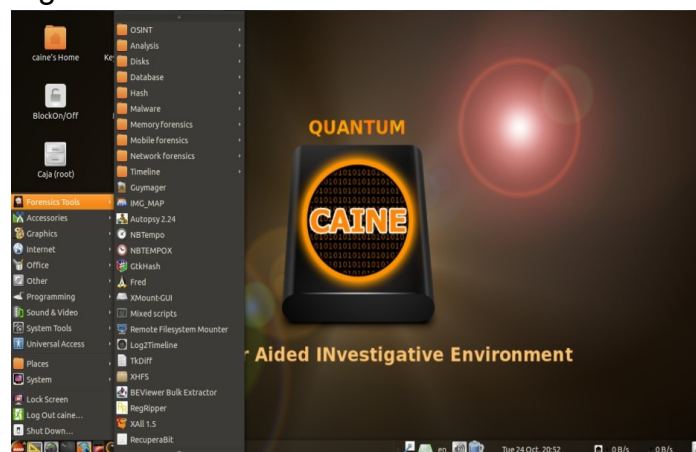 caine's Home
Ke
BlockOn/Off
Caja (root)
Forensics Tools
Accessories
Graphics
Internet
Office
Other
Programming
Sound & Video
System Tools
Universal Access
Places
System
Lock Screen
Log Out caine...
Shut Down...
OSINT
Analysis
Disks
Database
Hash
Malware
Memory forensics
Mobile forensics
Network forensics
Timeline
Guymager
IMG_MAP
Autopsy 2.24
NBTempo
NBTEMPOX
GtkHash
Fred
XMount-GUI
Mixed scripts
Remote Filesystem Mounter
Log2Timeline
TkDiff
XHFS
BEViewer Bulk Extractor
RegRipper
XAll 1.5
RecuperaBit
QUANTUM
CAINE
r Aided INvestigative Environment
en
Tue 24 Oct, 20:52
0 B/s
0 B/s